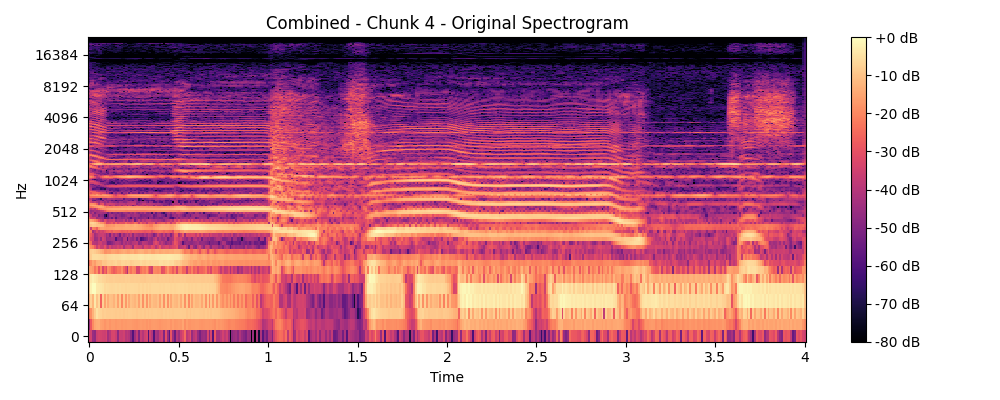 Combined - Chunk 4 - Original Spectrogram
Hz
16384
8192
4096
2048
1024
512
256
128
64
0
0
0.5
1
1.5
2
2.5
3
3.5
4
Time
+0 dB
-10 dB
-20 dB
-30 dB
-40 dB
-50 dB
-60 dB
-70 dB
-80 dB